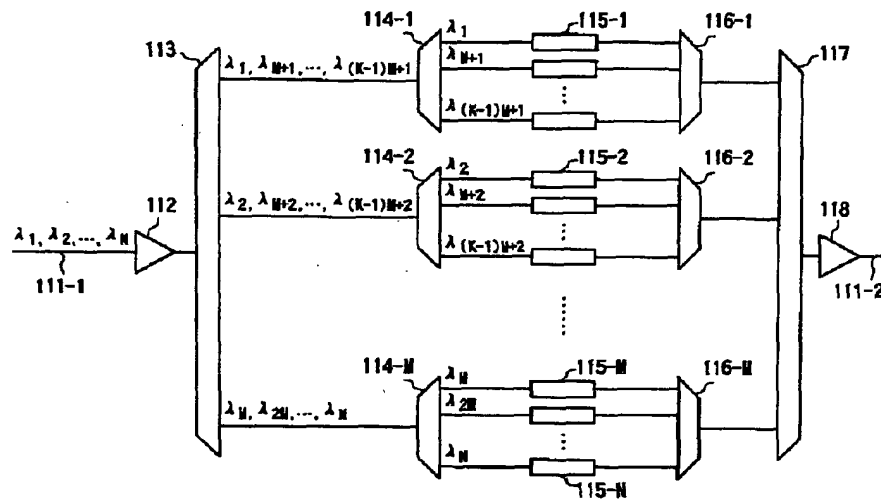 113
114-1
λ1
115-1
116-1
117
λ1, λM+1, ⋯, λ(K-1)M+1
λM+1
λ(K-1)M+1
114-2
λ2
115-2
116-2
λ2, λM+2, ⋯, λ(K-1)M+2
λM+2
λ(K-1)M+2
112
118
λ1, λ2, ⋯, λN
111-1
111-2
114-M
λM
115-M
116-M
λM, λ2M, ⋯, λN
λ2M
λN
115-N